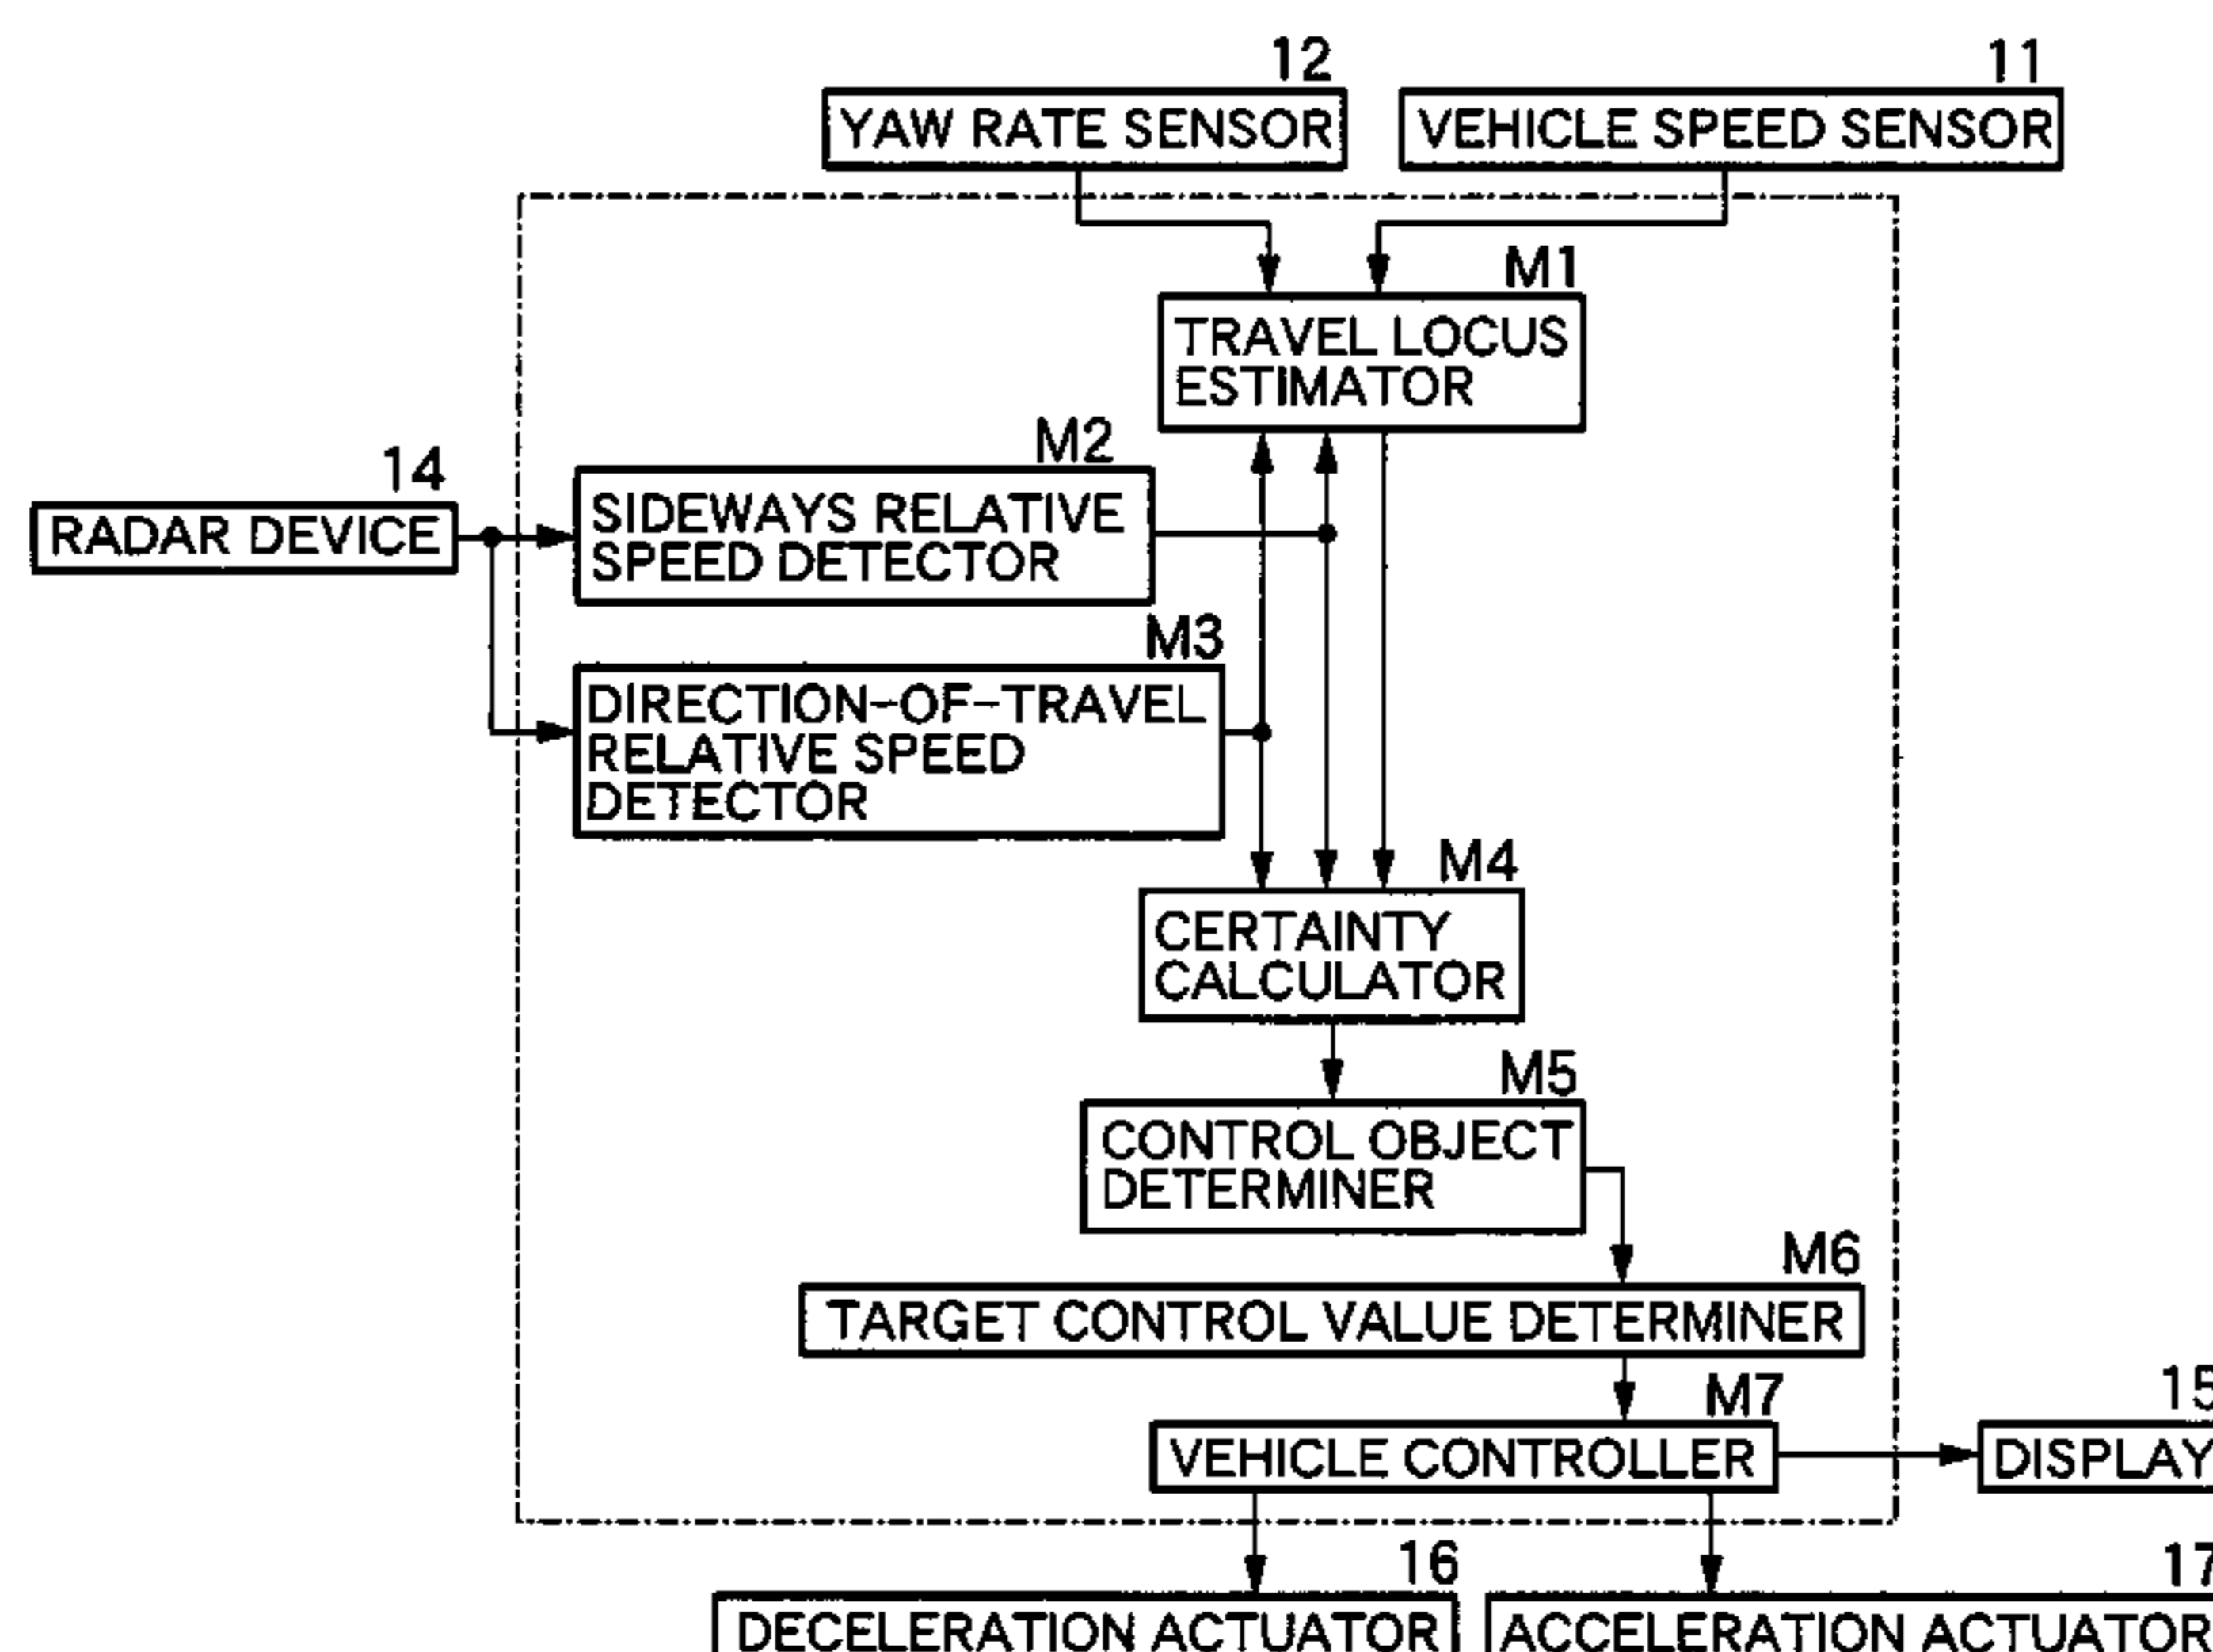 12
YAW RATE SENSOR
11
VEHICLE SPEED SENSOR
M1
TRAVEL LOCUS
ESTIMATOR
14
RADAR DEVICE
M2
SIDEWAYS RELATIVE
SPEED DETECTOR
M3
DIRECTION-OF-TRAVEL
RELATIVE SPEED
DETECTOR
M4
CERTAINTY
CALCULATOR
M5
CONTROL OBJECT
DETERMINER
M6
TARGET CONTROL VALUE DETERMINER
M7
VEHICLE CONTROLLER
15
DISPLAY
16
DECELERATION ACTUATOR
17
ACCELERATION ACTUATOR